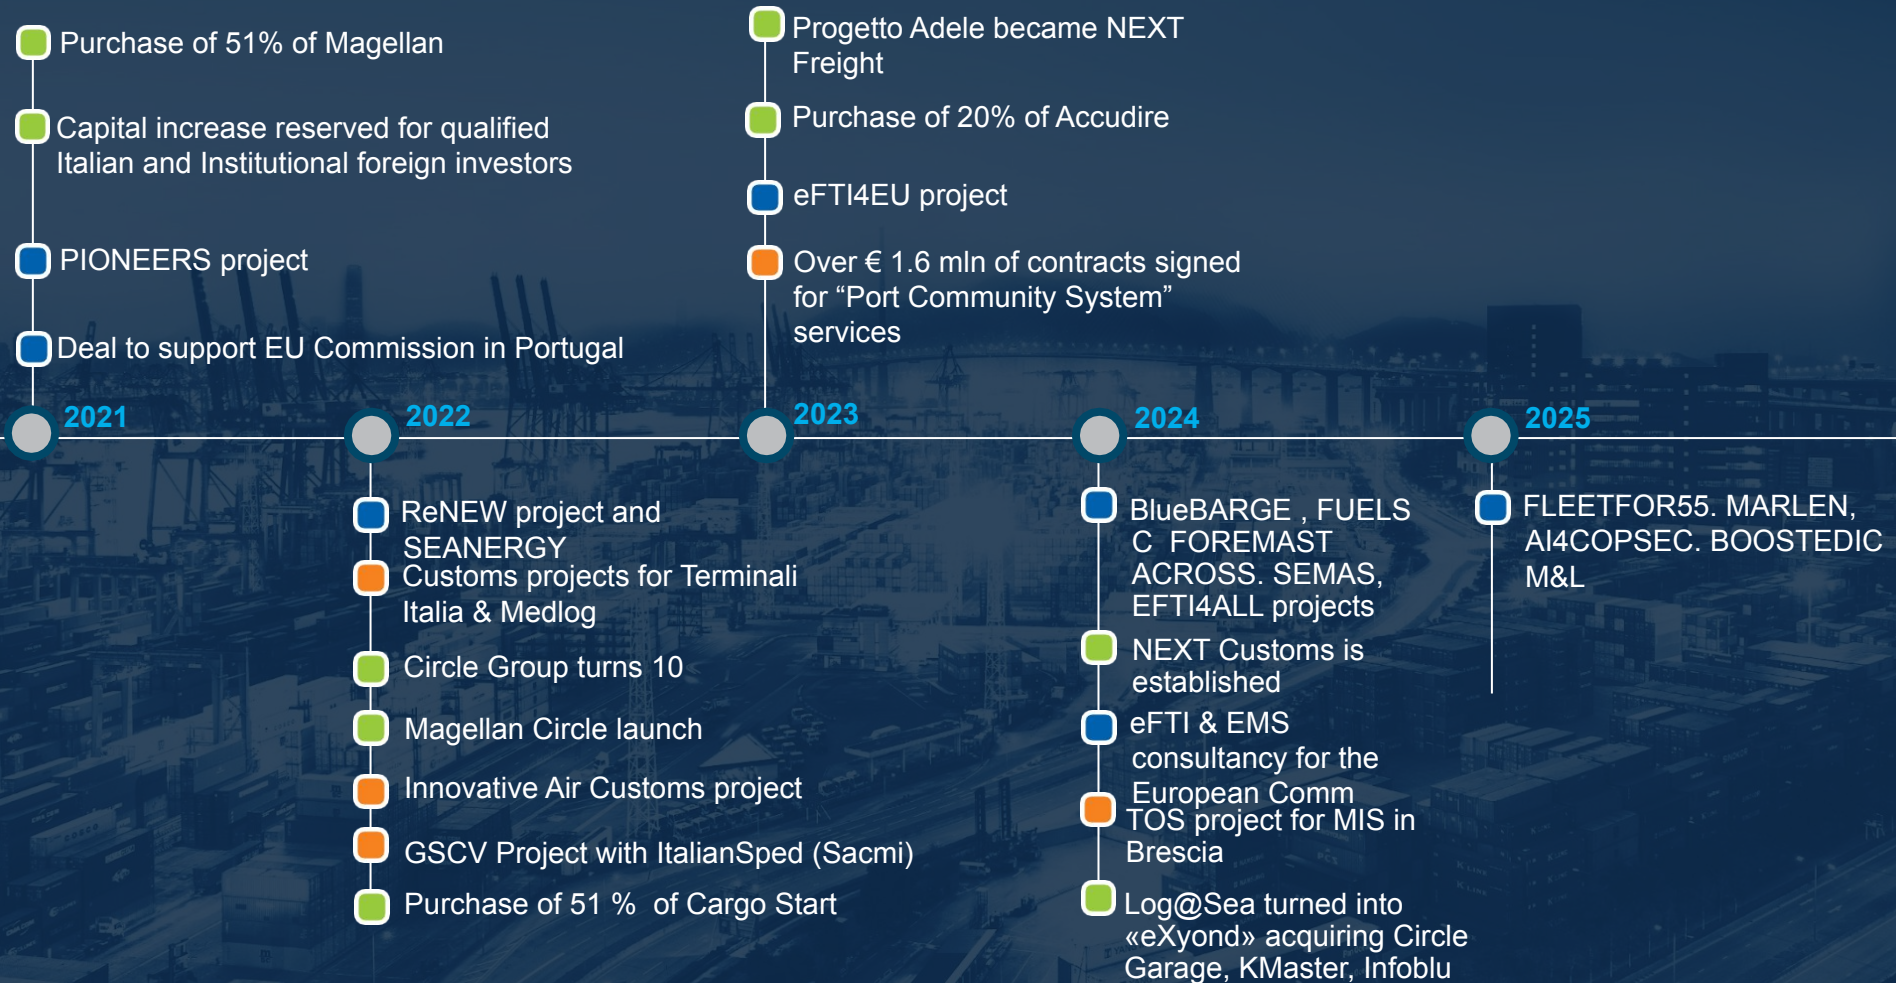 Purchase of 51% of Magellan
Capital increase reserved for qualified
Italian and Institutional foreign investors
PIONEERS project
Deal to support EU Commission in Portugal
2021
2022
ReNEW project and
SEANERGY
Customs projects for Terminali
Italia & Medlog
Circle Group turns 10
Magellan Circle launch
Innovative Air Customs project
GSCV Project with ItalianSped (Sacmi)
Purchase of 51 %  of Cargo Start
Progetto Adele became NEXT
Freight
Purchase of 20% of Accudire
eFTI4EU project
Over € 1.6 mln of contracts signed
for “Port Community System”
services
2023
2024
BlueBARGE , FUELS
C  FOREMAST
ACROSS. SEMAS,
EFTI4ALL projects
NEXT Customs is
established
eFTI & EMS
consultancy for the
European Comm
TOS project for MIS in
Brescia
Log@Sea turned into
«eXyond» acquiring Circle
Garage, KMaster, Infoblu
2025
FLEETFOR55. MARLEN,
AI4COPSEC. BOOSTEDIC
M&L